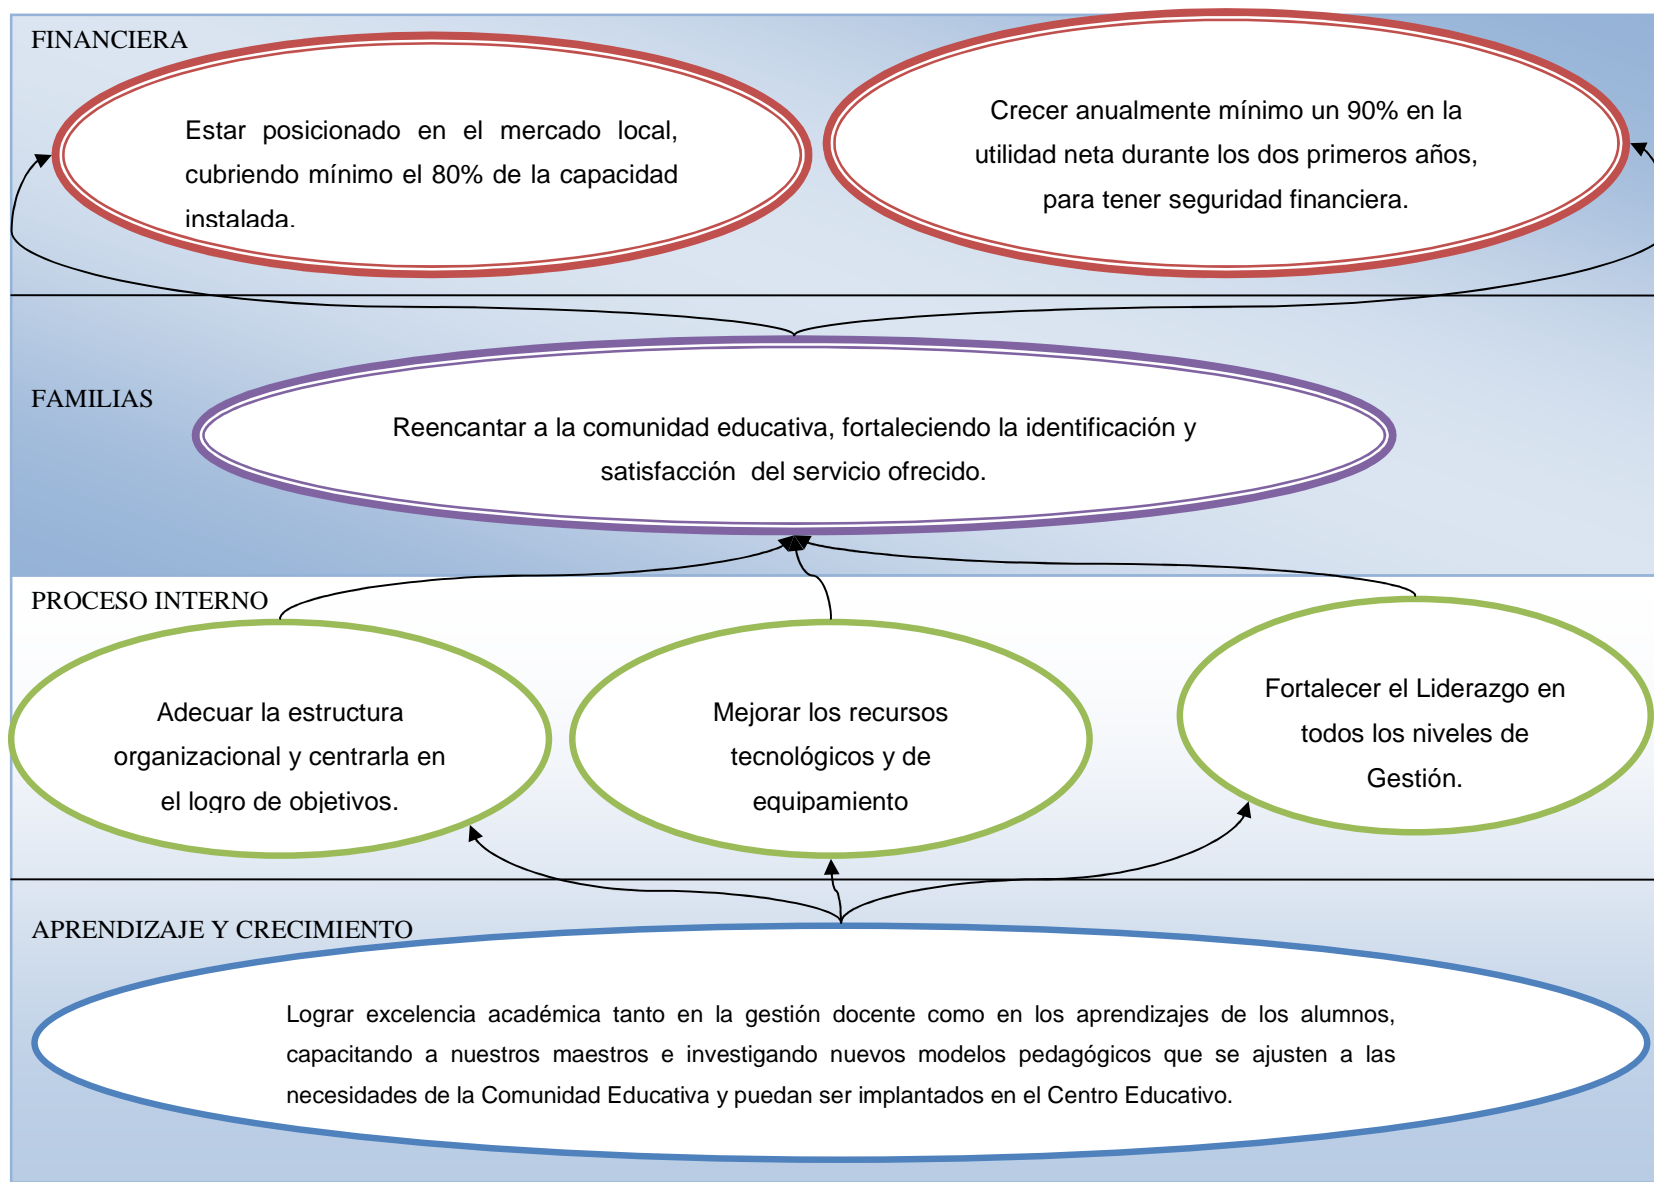 FINANCIERA
Estar posicionado en el mercado local,
cubriendo mínimo el 80% de la capacidad
instalada.
Crecer anualmente mínimo un 90% en la
utilidad neta durante los dos primeros años,
para tener seguridad financiera.
FAMILIAS
Reencantar a la comunidad educativa, fortaleciendo la identificación y
satisfacción del servicio ofrecido.
PROCESO INTERNO
Adecuar la estructura
organizacional y centrarla en
el logro de objetivos.
Mejorar los recursos
tecnológicos y de
equipamiento
Fortalecer el Liderazgo en
todos los niveles de
Gestión.
APRENDIZAJE Y CRECIMIENTO
Lograr excelencia académica tanto en la gestión docente como en los aprendizajes de los alumnos,
capacitando a nuestros maestros e investigando nuevos modelos pedagógicos que se ajusten a las
necesidades de la Comunidad Educativa y puedan ser implantados en el Centro Educativo.